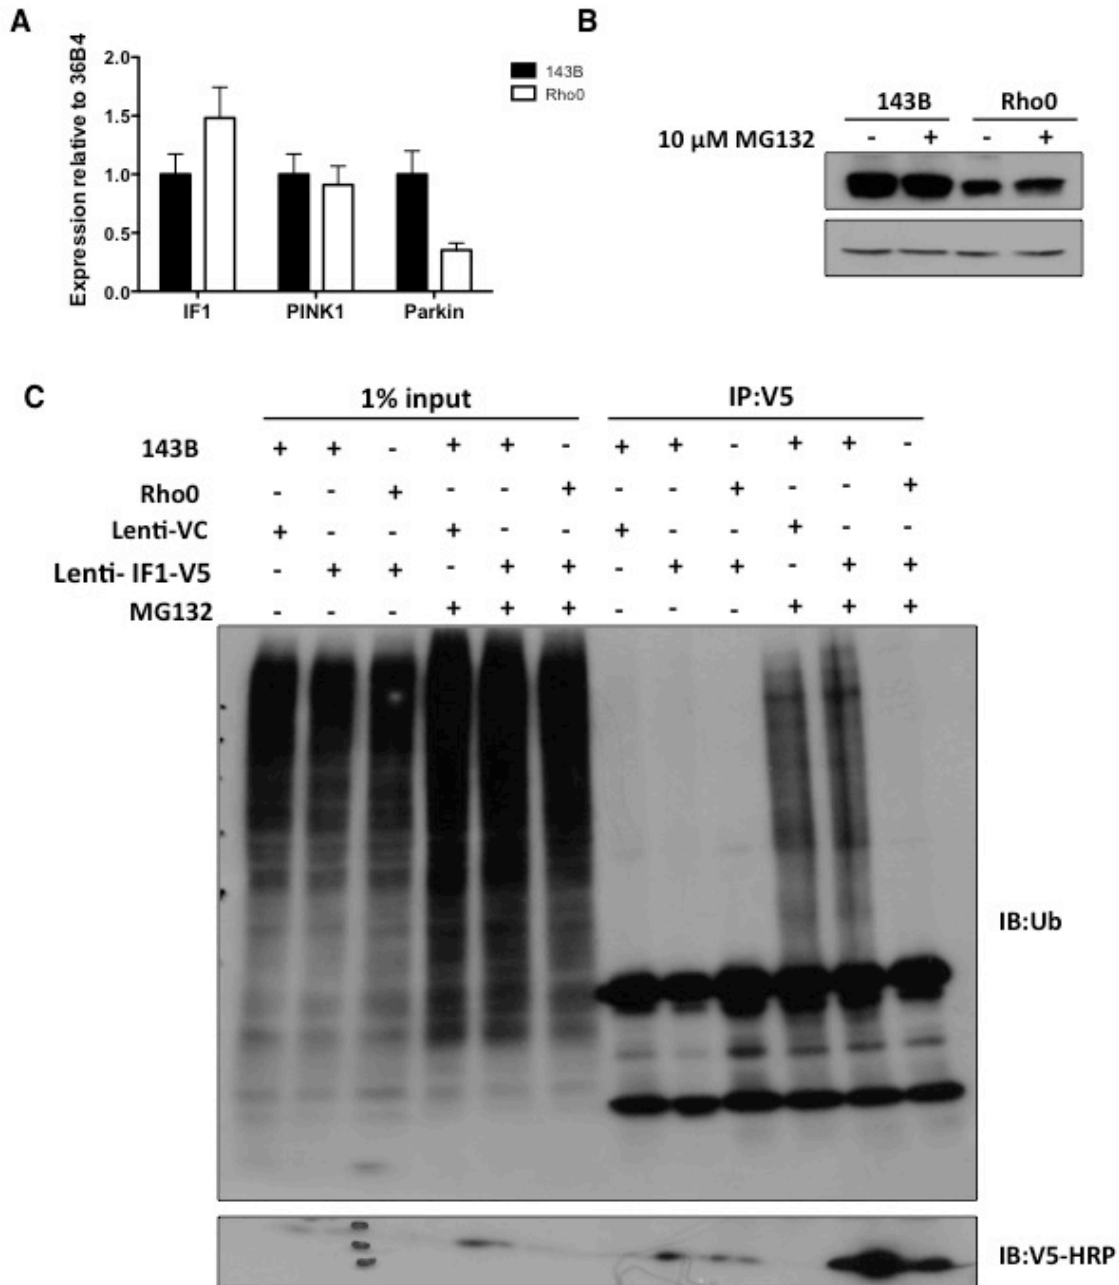 A
Expression relative to 36B4
2.0
1.5
1.0
0.5
0.0
IF1 PINK1 Parkin
143B
Rho0
B
143B Rho0
10 µM MG132 - + - +
C
1% input IP:V5
143B + + - + + - + + - + + -
Rho0 - - + - - + - - + - - +
Lenti-VC + - - + - - + - - + - -
Lenti- IF1-V5 - + + - + + - + + - + +
MG132 - - - + + + - - - + + +
IB:Ub
IB:V5-HRP